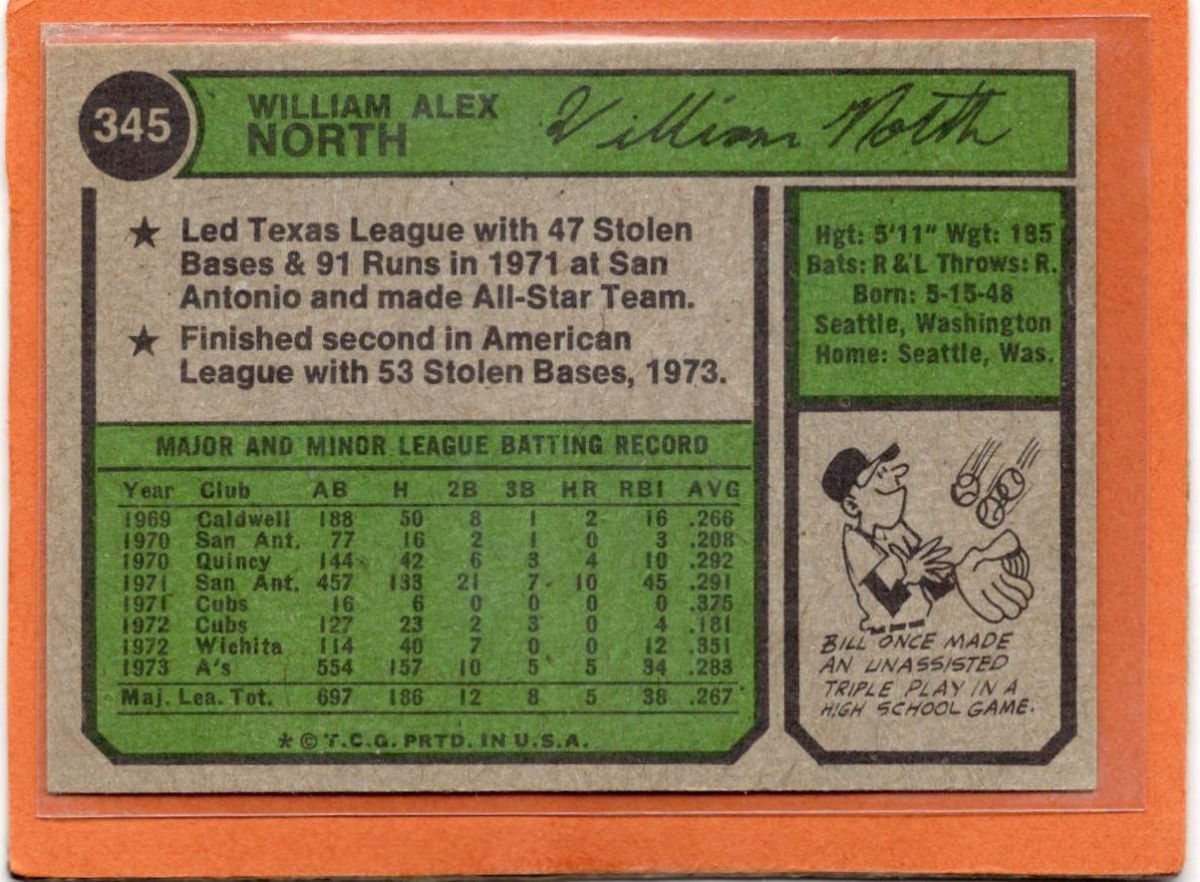 345
WILLIAM ALEX
NORTH
William North
★ Led Texas League with 47 Stolen
Bases & 91 Runs in 1971 at San
Antonio and made All-Star Team.
★ Finished second in American
League with 53 Stolen Bases, 1973.
Hgt: 5'11" Wgt: 185
Bats: R & L Throws: R.
Born: 5-15-48
Seattle, Washington
Home: Seattle, Was.
MAJOR AND MINOR LEAGUE BATTING RECORD
Year Club AB H 2B 3B HR RBI AVG
1969 Caldwell 188 50 8 1 2 16 .266
1970 San Ant. 77 16 2 1 0 3 .208
1970 Quincy 144 42 6 3 4 10 .292
1971 San Ant. 457 133 21 7 10 45 .291
1971 Cubs 16 6 0 0 0 0 .375
1972 Cubs 127 23 2 3 0 4 .181
1972 Wichita 114 40 7 0 0 12 .351
1973 A's 554 157 10 5 5 34 .283
Maj. Lea. Tot. 697 186 12 8 5 38 .267
* © T.C.G. PRTD. IN U.S.A.
BILL ONCE MADE
AN UNASSISTED
TRIPLE PLAY IN A
HIGH SCHOOL GAME.